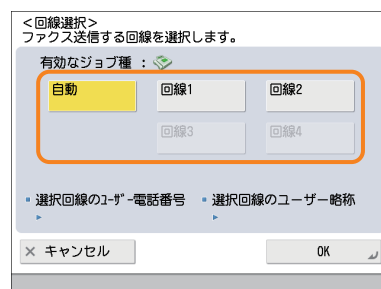 <回線選択>
ファクス送信する回線を選択します。
有効なジョブ種 :
自動 回線1 回線2
回線3 回線4
選択回線のユーザー電話番号 選択回線のユーザー略称
× キャンセル OK